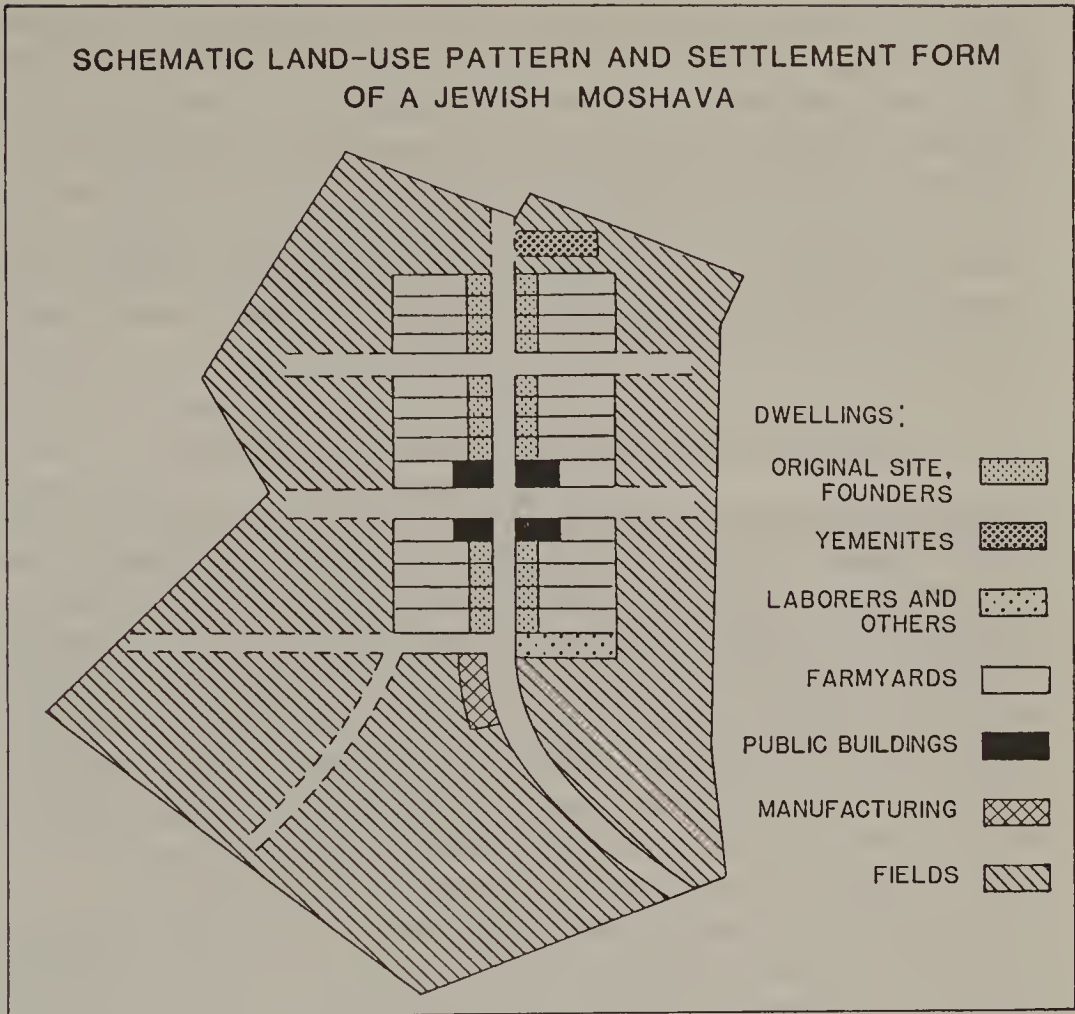 SCHEMATIC LAND-USE PATTERN AND SETTLEMENT FORM
OF A JEWISH MOSHAVA
DWELLINGS:
ORIGINAL SITE,
FOUNDERS
YEMENITES
LABORERS AND
OTHERS
FARMYARDS
PUBLIC BUILDINGS
MANUFACTURING
FIELDS